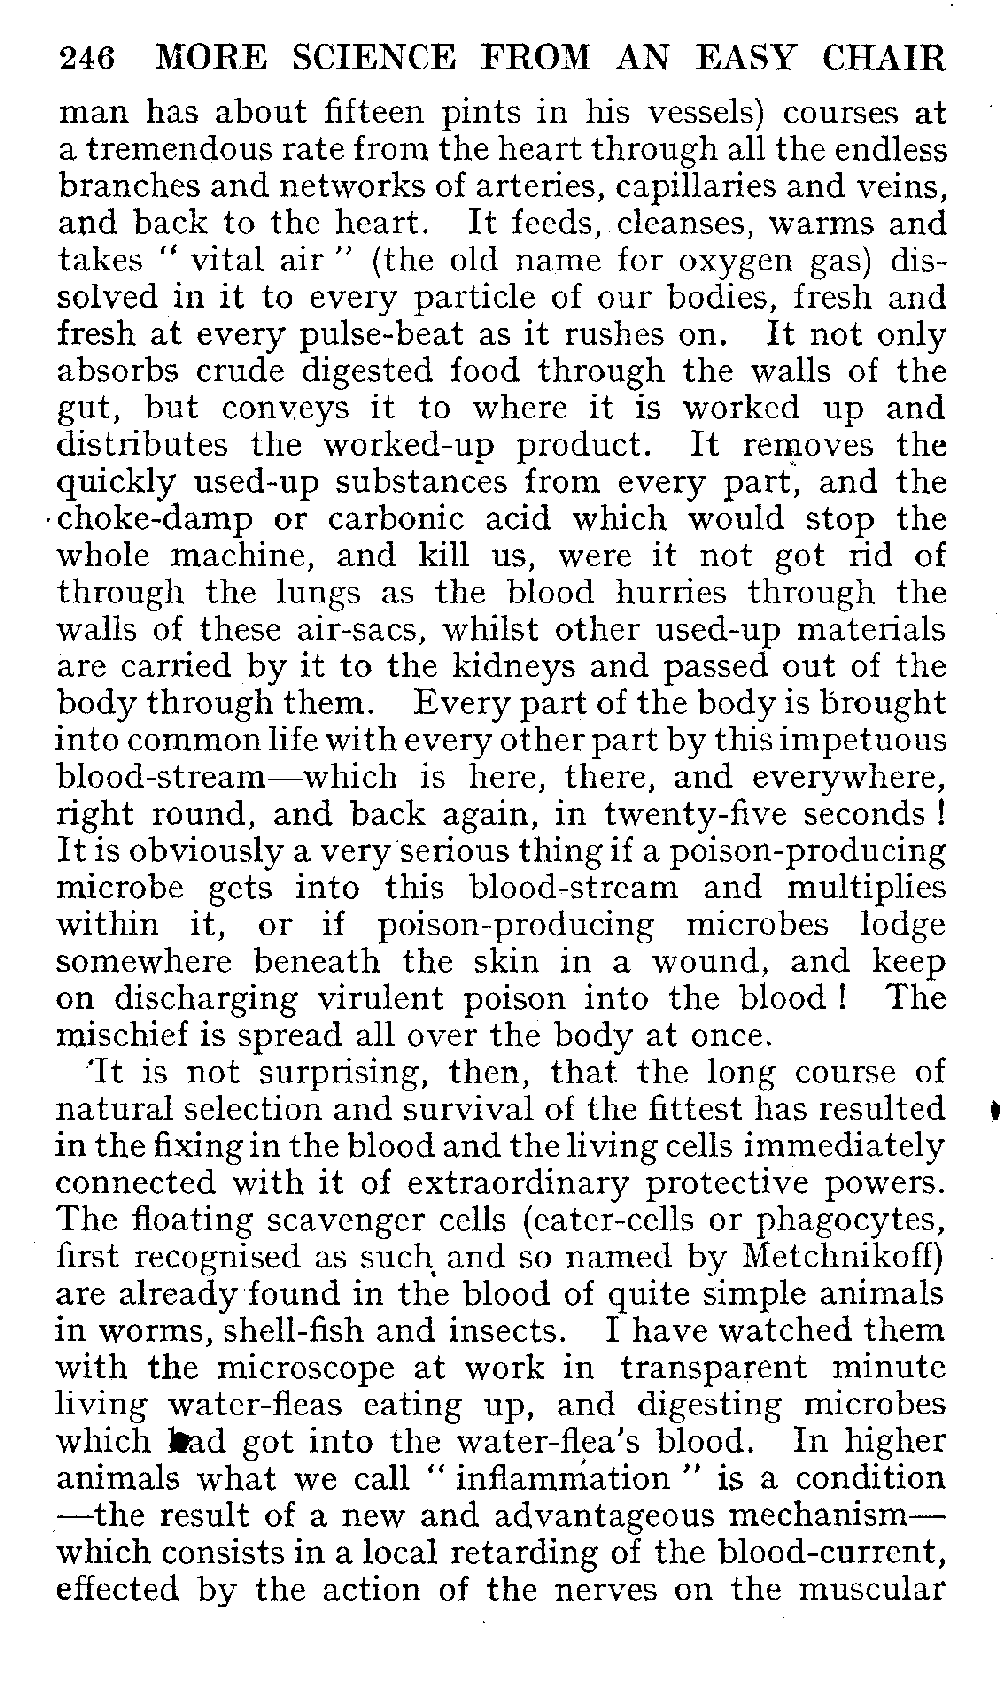 246 MORE SCIENCE FROM AN EASY CHAIR
man has about fifteen pints in his vessels) courses at
a tremendous rate from the heart through all the endless
branches and networks of arteries, capillaries and veins,
and back to the heart. It feeds, cleanses, warms and
takes " vital air " (the old name for oxygen gas) dis-
solved in it to every particle of our bodies, fresh and
fresh at every pulse-beat as it rushes on. It not only
absorbs crude digested food through the walls of the
gut, but conveys it to where it is worked up and
distributes the worked-up product. It removes the
quickly used-up substances from every part, and the
choke-damp or carbonic acid which would stop the
whole machine, and kill us, were it not got rid of
through the lungs as the blood hurries through the
walls of these air-sacs, whilst other used-up materials
are carried by it to the kidneys and passed out of the
body through them. Every part of the body is brought
into common life with every other part by this impetuous
blood-stream—which is here, there, and everywhere,
right round, and back again, in twenty-five seconds !
It is obviously a very serious thing if a poison-producing
microbe gets into this blood-stream and multiplies
within it, or if poison-producing microbes lodge
somewhere beneath the skin in a wound, and keep
on discharging virulent poison into the blood ! The
mischief is spread all over the body at once.
It is not surprising, then, that the long course of
natural selection and survival of the fittest has resulted
in the fixing in the blood and the living cells immediately
connected with it of extraordinary protective powers.
The floating scavenger cells (eater-cells or phagocytes,
first recognised as such and so named by Metchnikoff)
are already found in the blood of quite simple animals
in worms, shell-fish and insects. I have watched them
with the microscope at work in transparent minute
living water-fleas eating up, and digesting microbes
which had got into the water-flea's blood. In higher
animals what we call " inflammation " is a condition
—the result of a new and advantageous mechanism—
which consists in a local retarding of the blood-current,
effected by the action of the nerves on the muscular